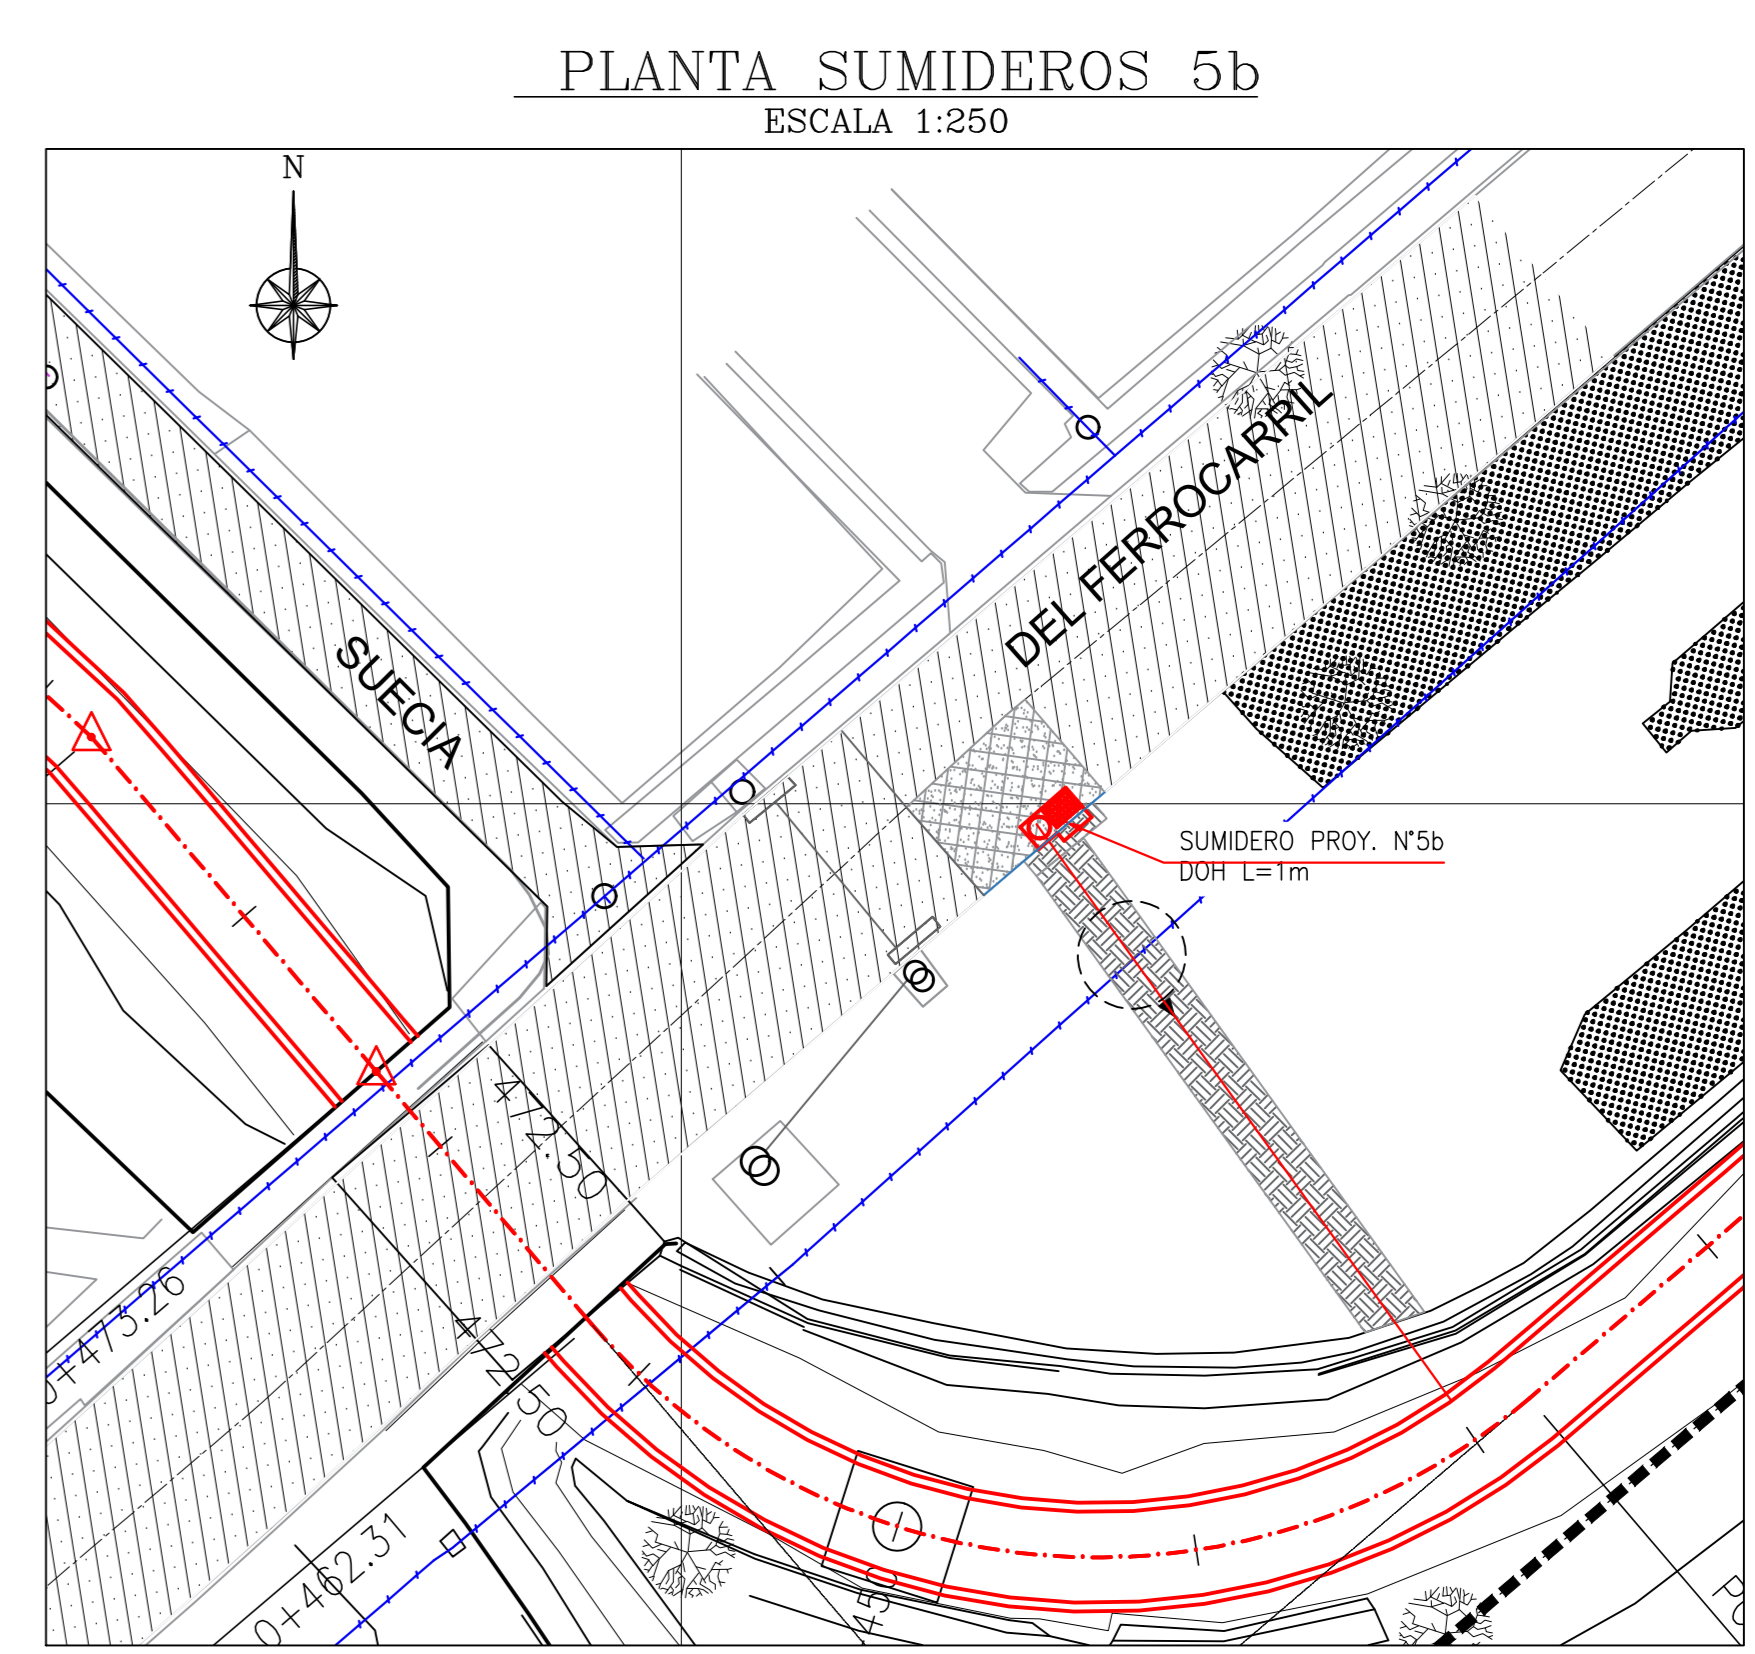 PLANTA SUMIDEROS 5b
ESCALA 1:250
N
DEL FERROCARRIL
SUECIA
SUMIDERO PROY. N°5b
DOH L=1m
472.50
0+473.26
472.50
0+462.31